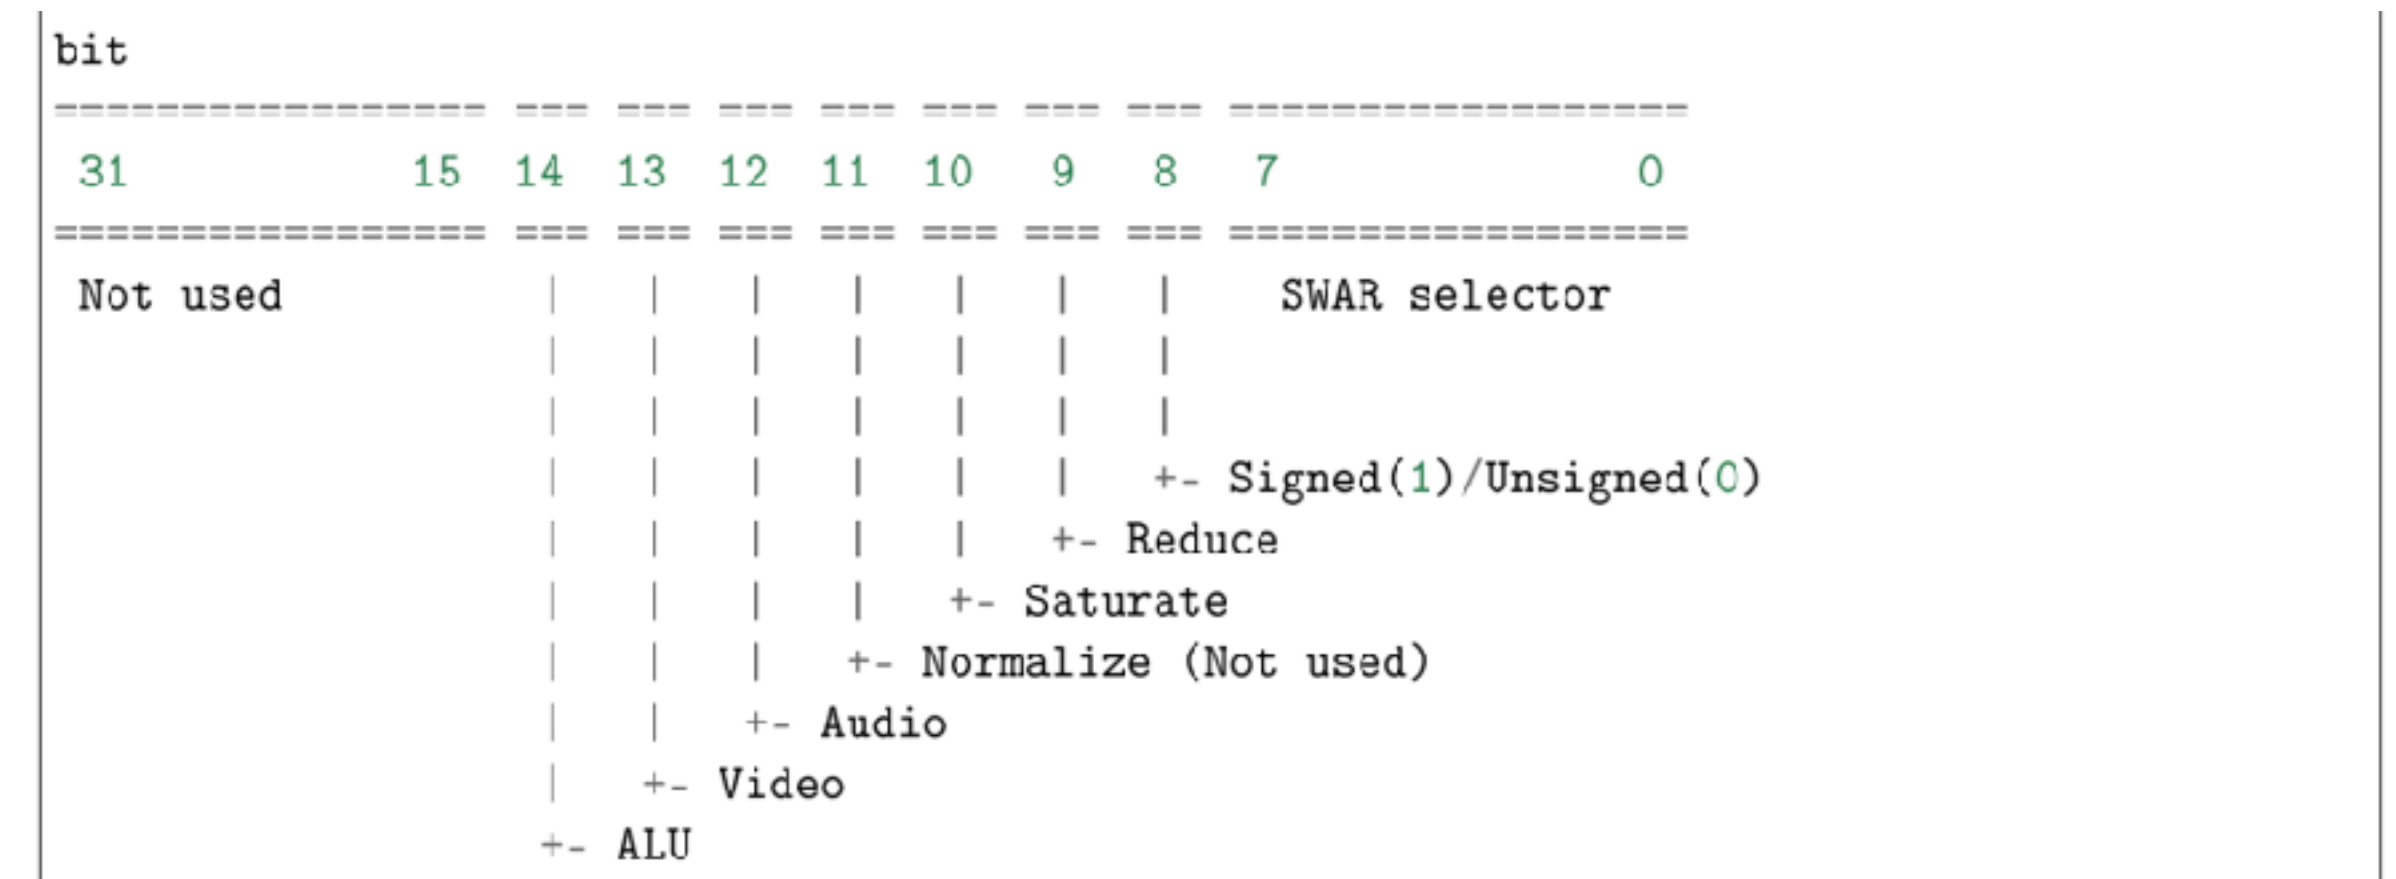 bit
================= === === === === === === === ==================
 31           15  14  13  12  11  10   9   8   7              0
================= === === === === === === === ==================
 Not used          |   |   |   |   |   |   |    SWAR selector
                   |   |   |   |   |   |   |
                   |   |   |   |   |   |   |
                   |   |   |   |   |   |   +- Signed(1)/Unsigned(0)
                   |   |   |   |   |   +- Reduce
                   |   |   |   |   +- Saturate
                   |   |   |   +- Normalize (Not used)
                   |   |   +- Audio
                   |   +- Video
                   +- ALU